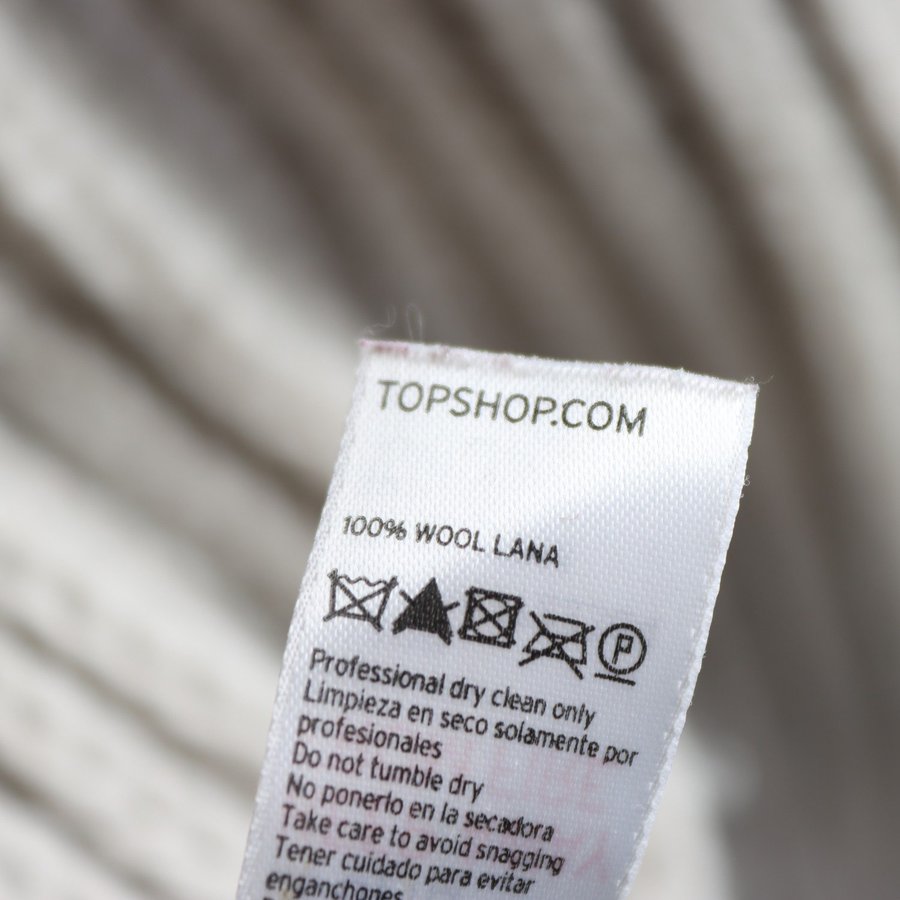 TOPSHOP.COM
100% WOOL LANA
P
Professional dry clean only
Limpieza en seco solamente por
profesionales
Do not tumble dry
No ponerlo en la secadora
Take care to avoid snagging
Tener cuidado para evitar
enganchones